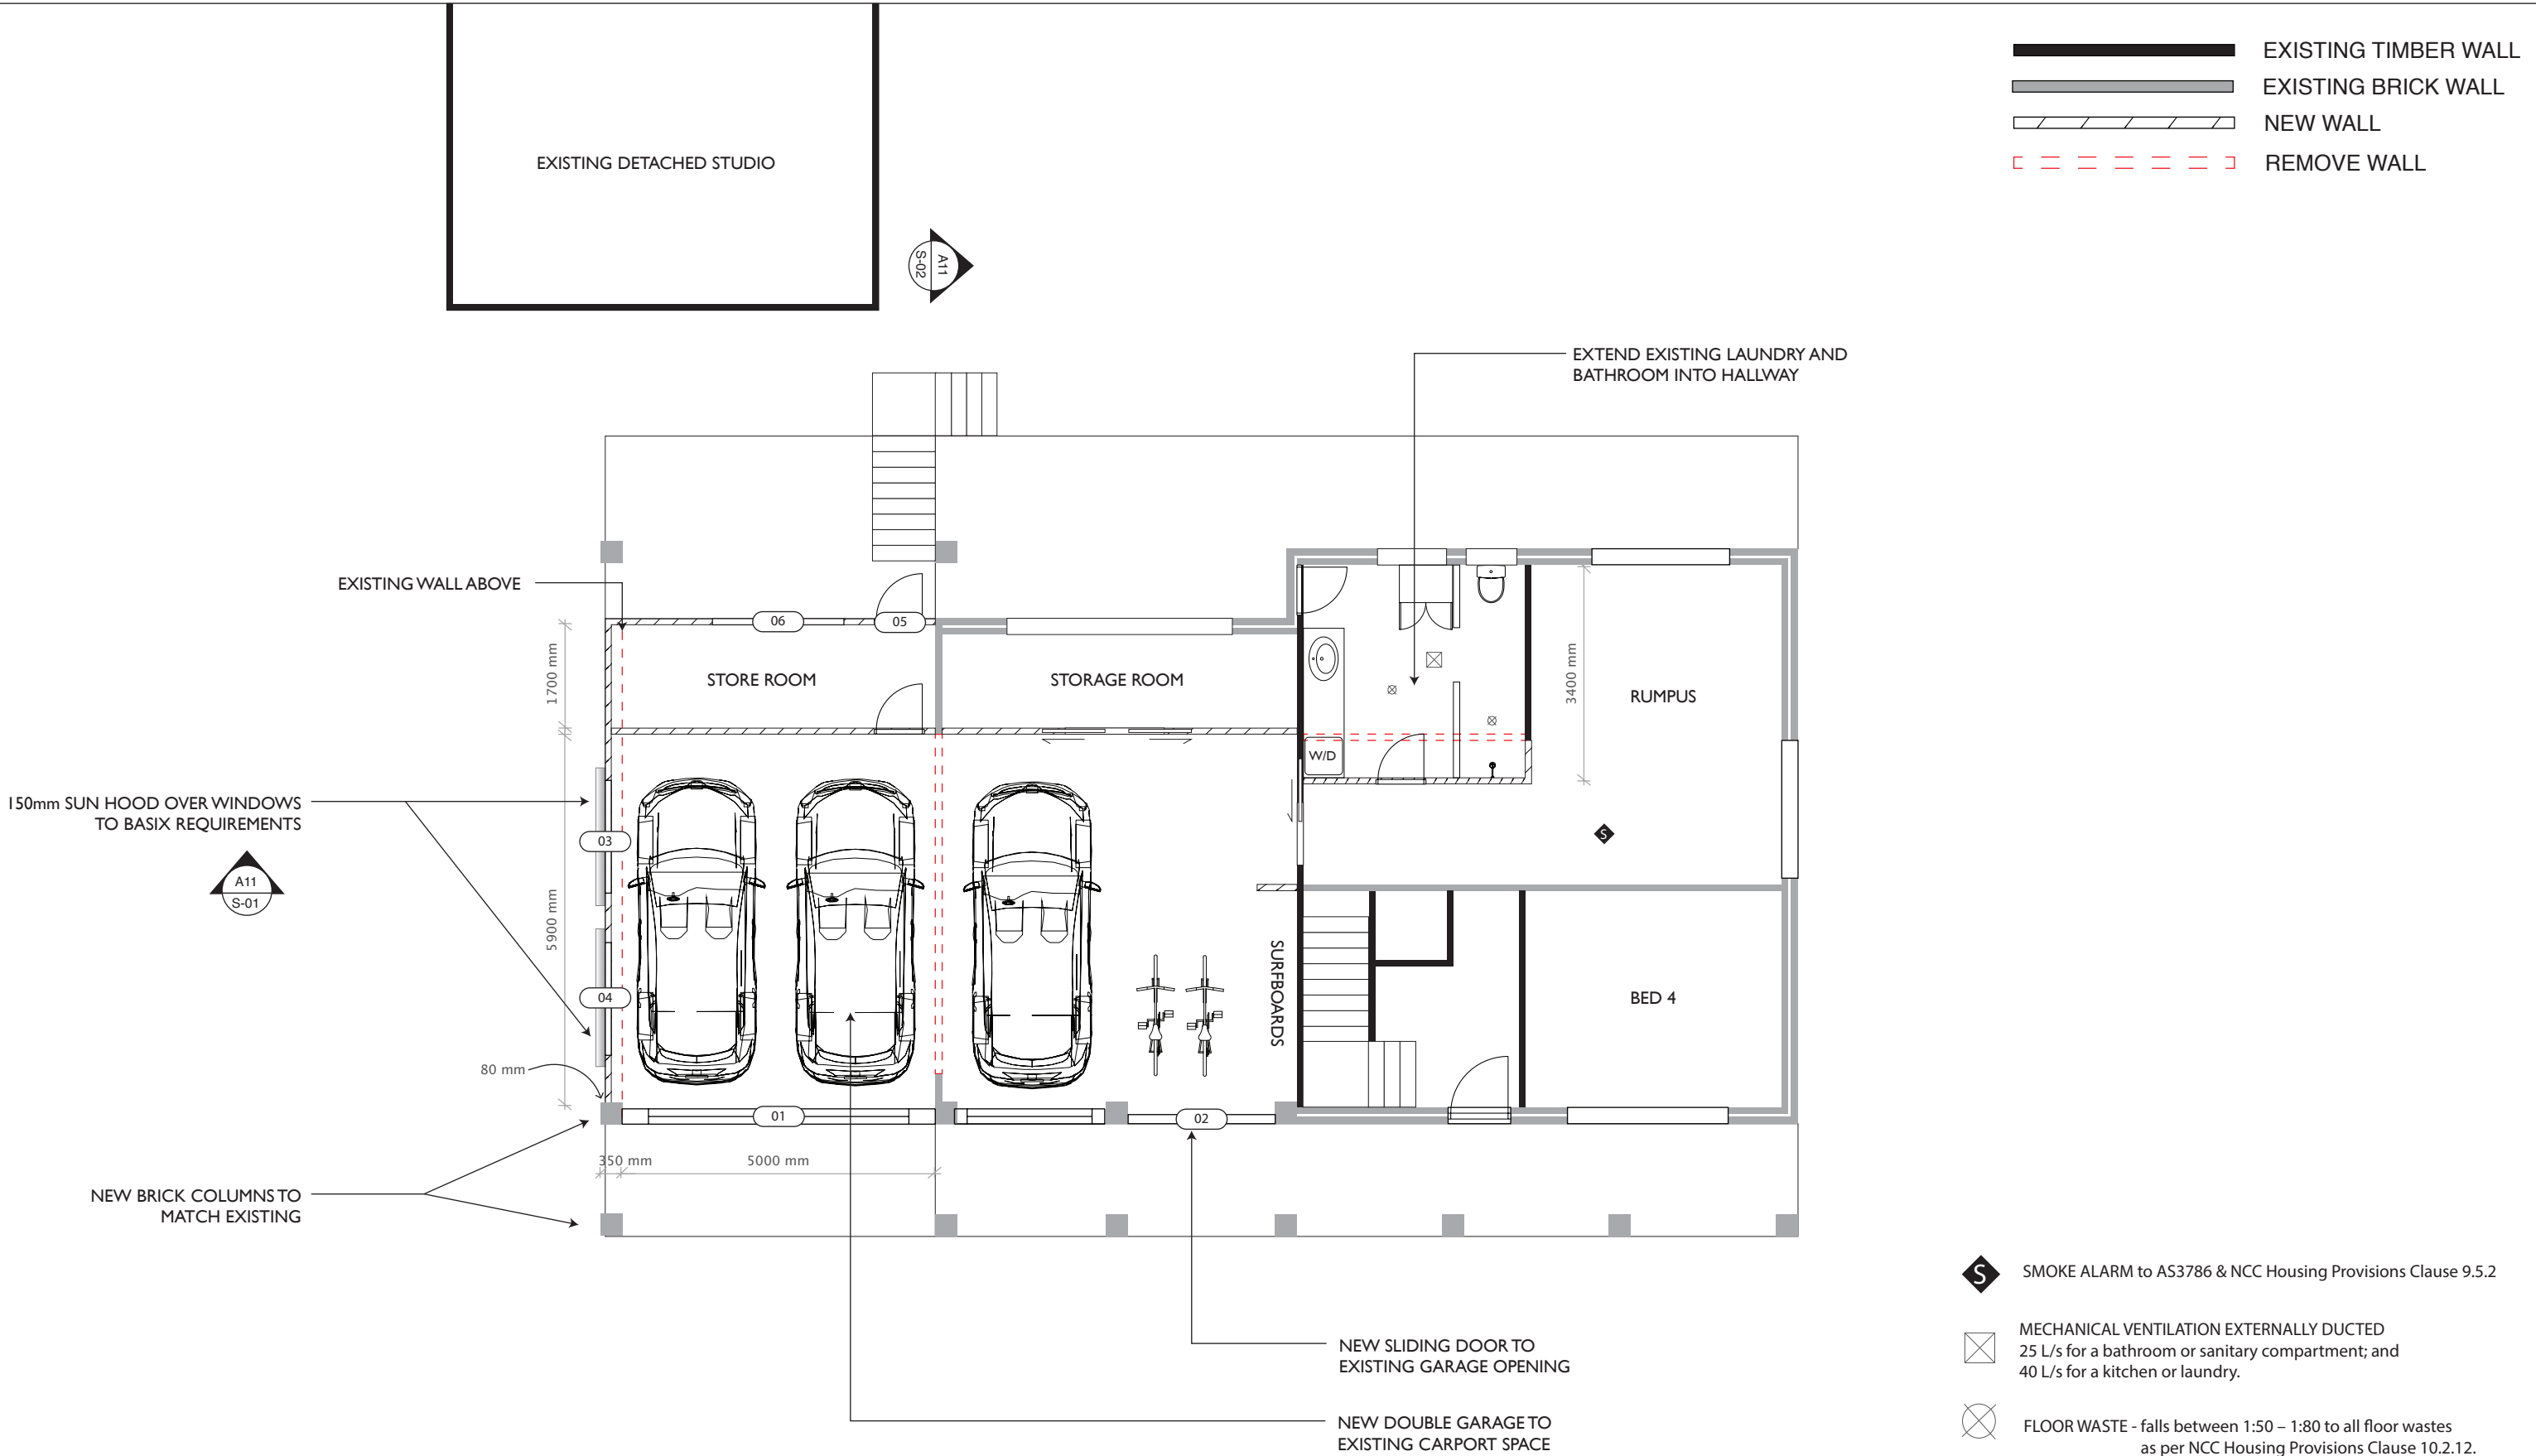 EXISTING TIMBER WALL
EXISTING BRICK WALL
NEW WALL
REMOVE WALL
EXISTING DETACHED STUDIO
A11
S-02
EXTEND EXISTING LAUNDRY AND
BATHROOM INTO HALLWAY
EXISTING WALL ABOVE
06
05
1700 mm
STORE ROOM
STORAGE ROOM
3400 mm
RUMPUS
W/D
150mm SUN HOOD OVER WINDOWS
TO BASIX REQUIREMENTS
03
S
A11
S-01
5900 mm
04
SURFBOARDS
BED 4
80 mm
01
02
350 mm
5000 mm
NEW BRICK COLUMNS TO
MATCH EXISTING
S
SMOKE ALARM to AS3786 & NCC Housing Provisions Clause 9.5.2
MECHANICAL VENTILATION EXTERNALLY DUCTED
25 L/s for a bathroom or sanitary compartment; and
40 L/s for a kitchen or laundry.
NEW SLIDING DOOR TO
EXISTING GARAGE OPENING
NEW DOUBLE GARAGE TO
EXISTING CARPORT SPACE
FLOOR WASTE - falls between 1:50 – 1:80 to all floor wastes
as per NCC Housing Provisions Clause 10.2.12.